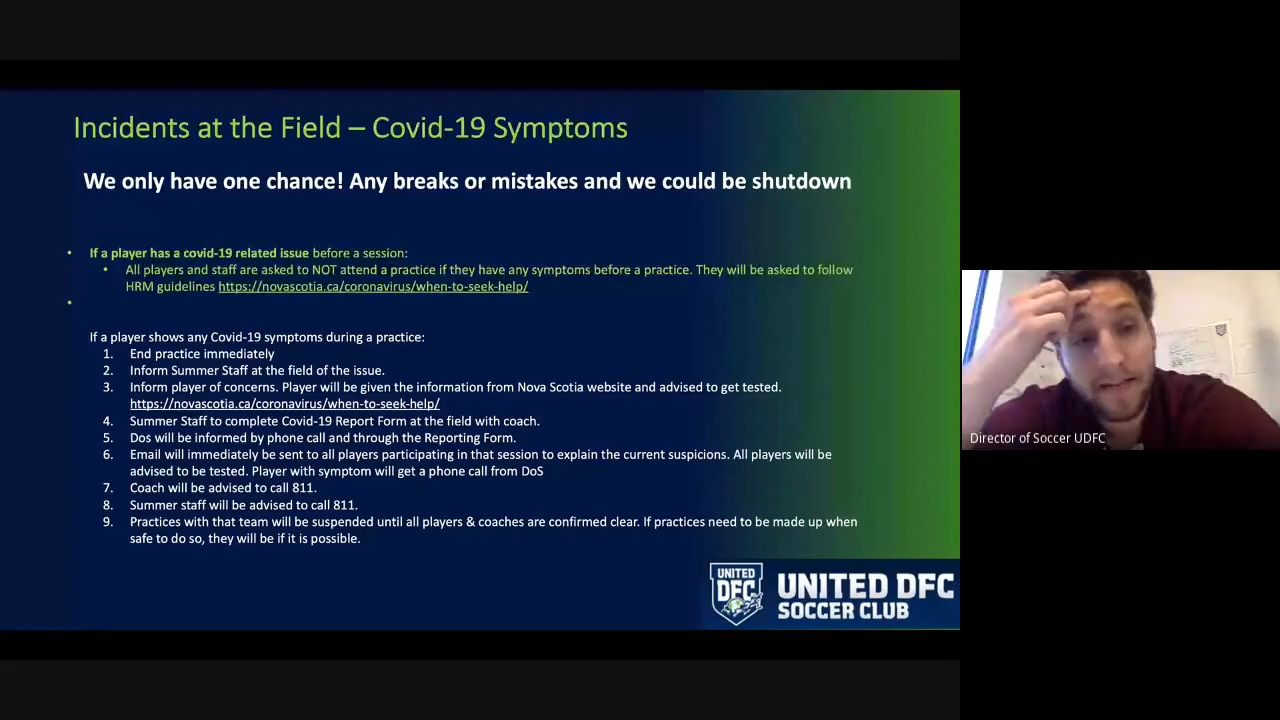 Incidents at the Field – Covid-19 Symptoms
We only have one chance! Any breaks or mistakes and we could be shutdown
• If a player has a covid-19 related issue before a session:
• All players and staff are asked to NOT attend a practice if they have any symptoms before a practice. They will be asked to follow
HRM guidelines https://novascotia.ca/coronavirus/when-to-seek-help/
•
If a player shows any Covid-19 symptoms during a practice:
1. End practice immediately
2. Inform Summer Staff at the field of the issue.
3. Inform player of concerns. Player will be given the information from Nova Scotia website and advised to get tested.
https://novascotia.ca/coronavirus/when-to-seek-help/
4. Summer Staff to complete Covid-19 Report Form at the field with coach.
5. Dos will be informed by phone call and through the Reporting Form.
6. Email will immediately be sent to all players participating in that session to explain the current suspicions. All players will be
advised to be tested. Player with symptom will get a phone call from DoS
7. Coach will be advised to call 811.
8. Summer staff will be advised to call 811.
9. Practices with that team will be suspended until all players & coaches are confirmed clear. If practices need to be made up when
safe to do so, they will be if it is possible.
UNITED
DFC
UNITED DFC
SOCCER CLUB
Director of Soccer UDFC